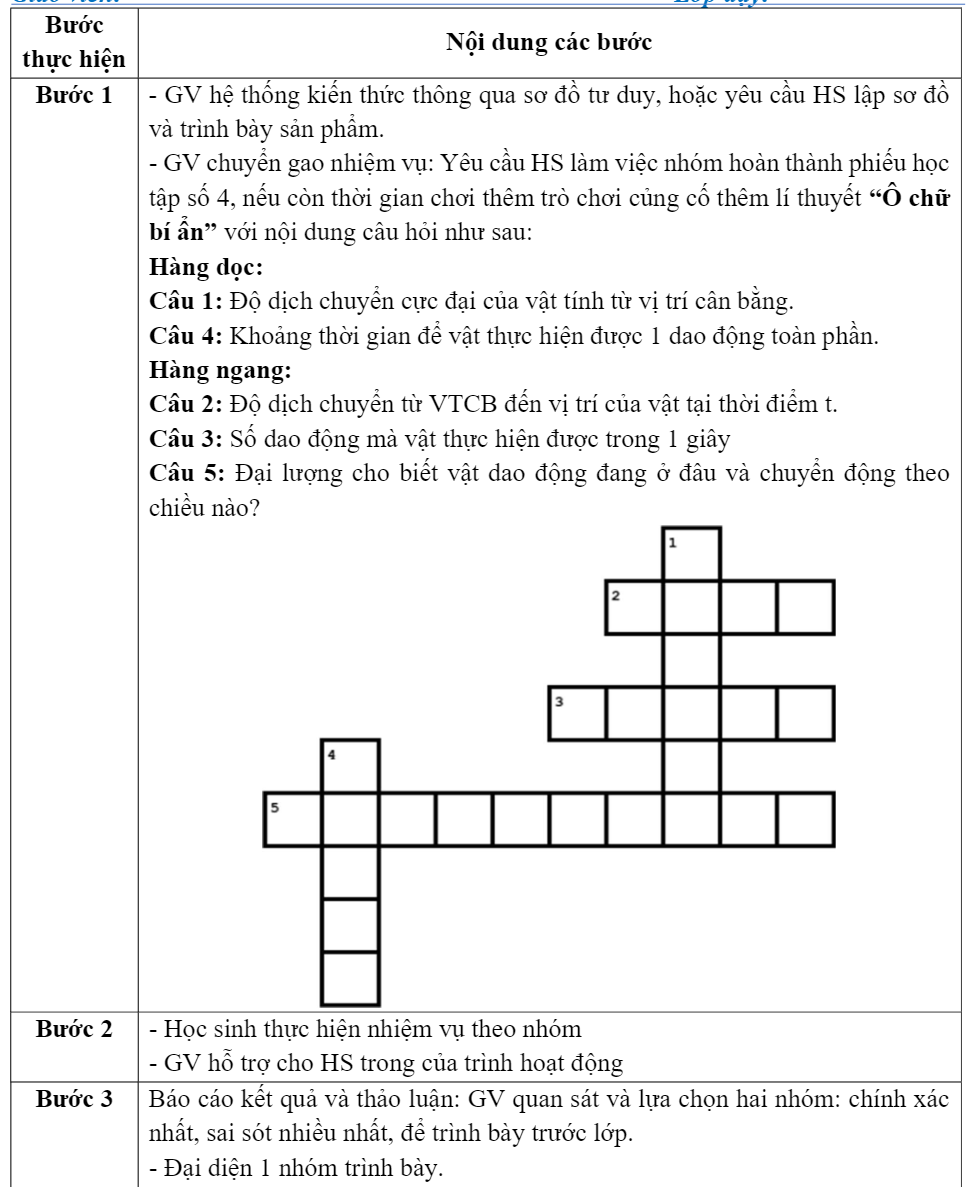 Giáo viên: Lớp dạy:
Bước
thực hiện
Nội dung các bước
Bước 1
- GV hệ thống kiến thức thông qua sơ đồ tư duy, hoặc yêu cầu HS lập sơ đồ
và trình bày sản phẩm.
- GV chuyển gao nhiệm vụ: Yêu cầu HS làm việc nhóm hoàn thành phiếu học
tập số 4, nếu còn thời gian chơi thêm trò chơi củng cố thêm lí thuyết “Ô chữ
bí ẩn” với nội dung câu hỏi như sau:
Hàng dọc:
Câu 1: Độ dịch chuyển cực đại của vật tính từ vị trí cân bằng.
Câu 4: Khoảng thời gian để vật thực hiện được 1 dao động toàn phần.
Hàng ngang:
Câu 2: Độ dịch chuyển từ VTCB đến vị trí của vật tại thời điểm t.
Câu 3: Số dao động mà vật thực hiện được trong 1 giây
Câu 5: Đại lượng cho biết vật dao động đang ở đâu và chuyển động theo
chiều nào?
1
2
3
4
5
Bước 2
- Học sinh thực hiện nhiệm vụ theo nhóm
- GV hỗ trợ cho HS trong của trình hoạt động
Bước 3
Báo cáo kết quả và thảo luận: GV quan sát và lựa chọn hai nhóm: chính xác
nhất, sai sót nhiều nhất, để trình bày trước lớp.
- Đại diện 1 nhóm trình bày.